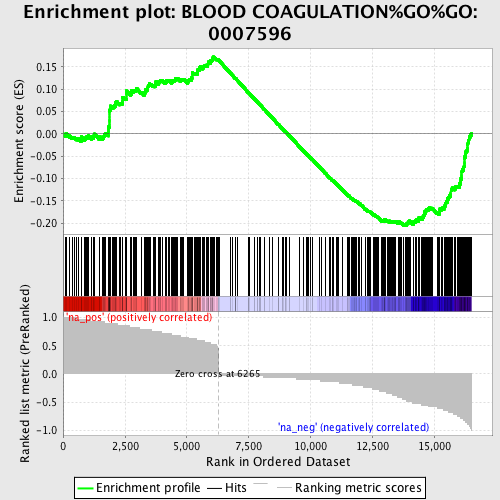 Enrichment plot: BLOOD COAGULATION%GO%GO:
0007596
Enrichment score (ES)
0.15
0.10
0.05
0.00
-0.05
-0.10
-0.15
-0.20
Ranked list metric (PreRanked)
1.0
0.5
0.0
-0.5
-1.0
'na_pos' (positively correlated)
Zero cross at 6265
'na_neg' (negatively correlated)
0
2,500
5,000
7,500
10,000
12,500
15,000
Rank in Ordered Dataset
Enrichment profile
Hits
Ranking metric scores